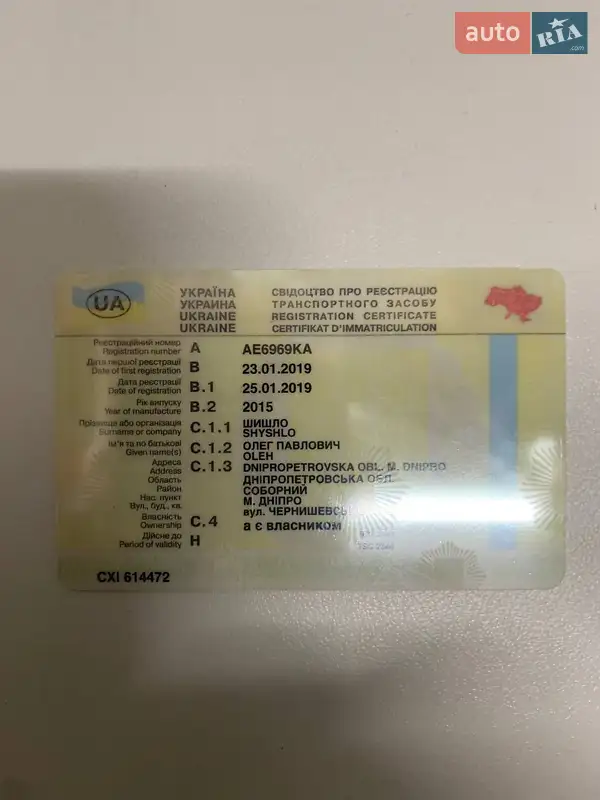 auto RIA .com
UA
УКРАЇНА СВІДОЦТВО ПРО РЕЄСТРАЦІЮ
УКРАИНА ТРАНСПОРТНОГО ЗАСОБУ
UKRAINE REGISTRATION CERTIFICATE
UKRAINE CERTIFIKAT D'IMMATRICULATION
Реєстраційний номер
Registration number A AE6969KA
Дата першої реєстрації
Date of first registration B 23.01.2019
Дата реєстрації
Date of registration B.1 25.01.2019
Рік випуску
Year of manufacture B.2 2015
Прізвище або організація
Surname or company C.1.1 ШИШЛО
SHYSHLO
Ім'я та по батькові
Given name(s) C.1.2 ОЛЕГ ПАВЛОВИЧ
OLEH
Адреса
Address C.1.3 DNIPROPETROVSKA OBL. M. DNIPRO
Область ДНІПРОПЕТРОВСЬКА ОБЛ.
Район СОБОРНИЙ
Нас. пункт М. ДНІПРО
Вул., буд., кв. вул. ЧЕРНИШЕВСЬ
Власність
Ownership C.4 а є власником
Дійсне до
Period of validity H
CXI 614472